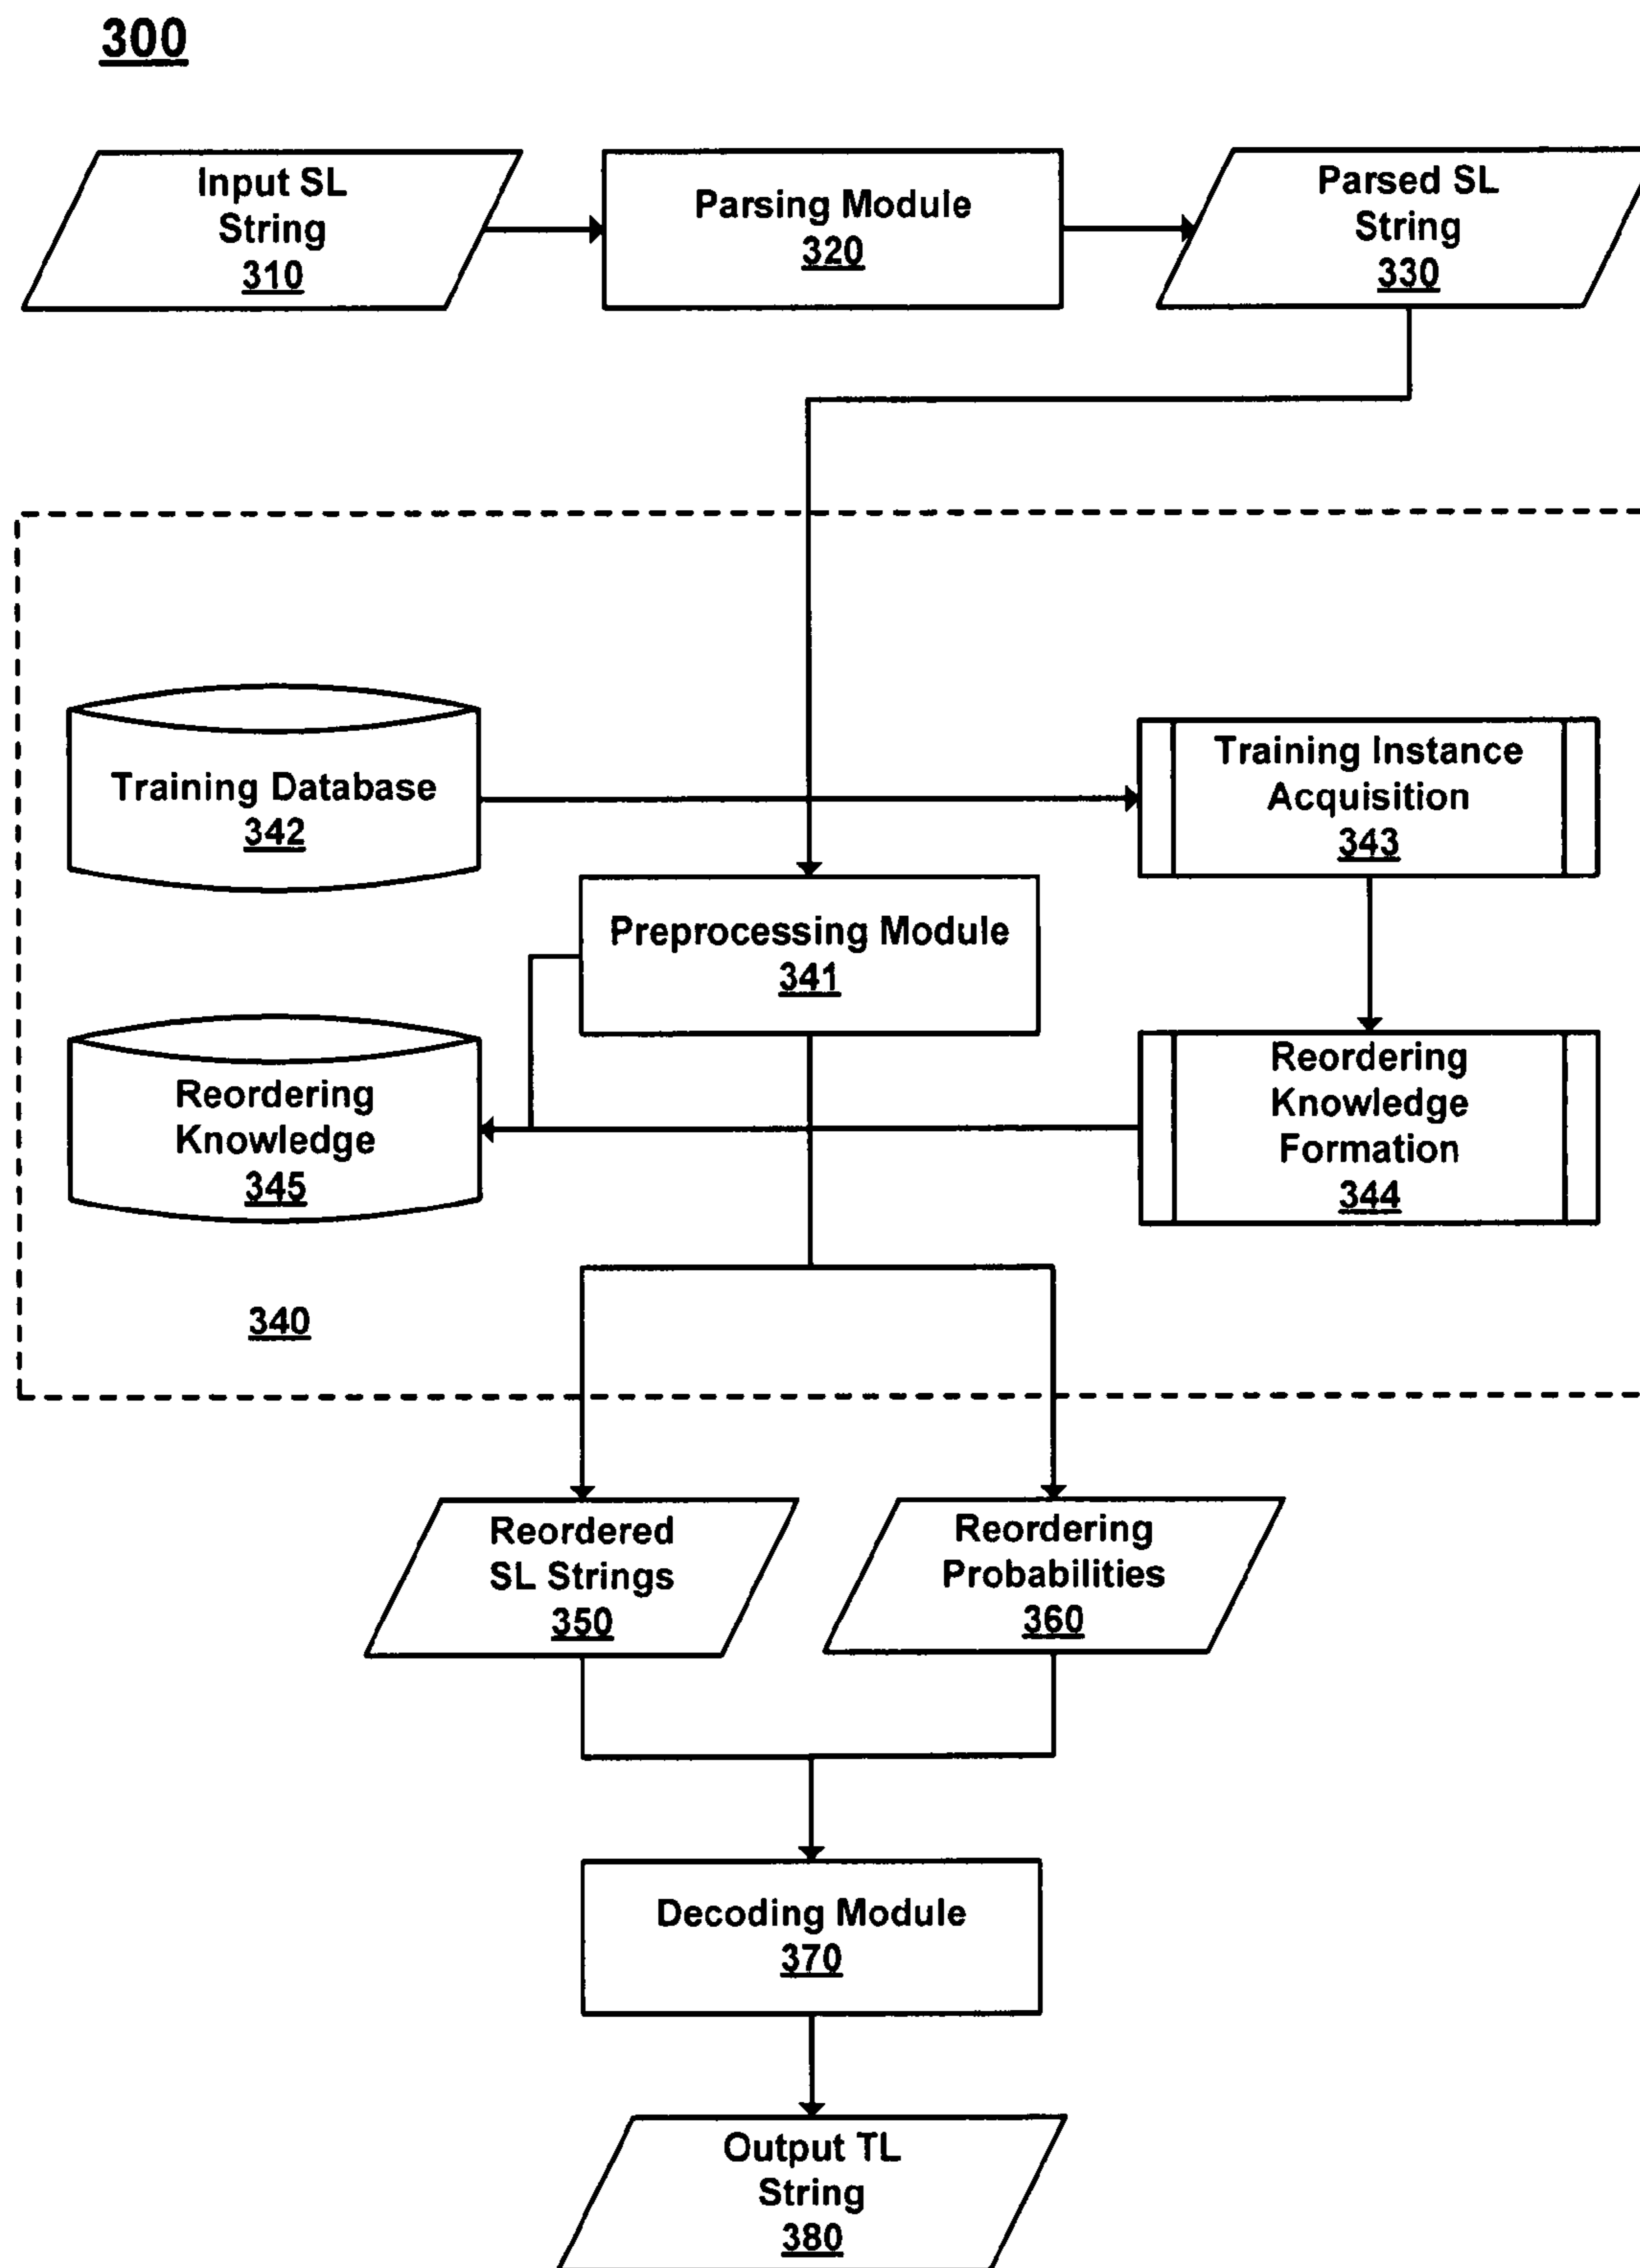 300
Input SL
String
310
Parsing Module
320
Parsed SL
String
330
Training Database
342
Training Instance
Acquisition
343
Preprocessing Module
341
Reordering
Knowledge
345
Reordering
Knowledge
Formation
344
340
Reordered
SL Strings
350
Reordering
Probabilities
360
Decoding Module
370
Output TL
String
380